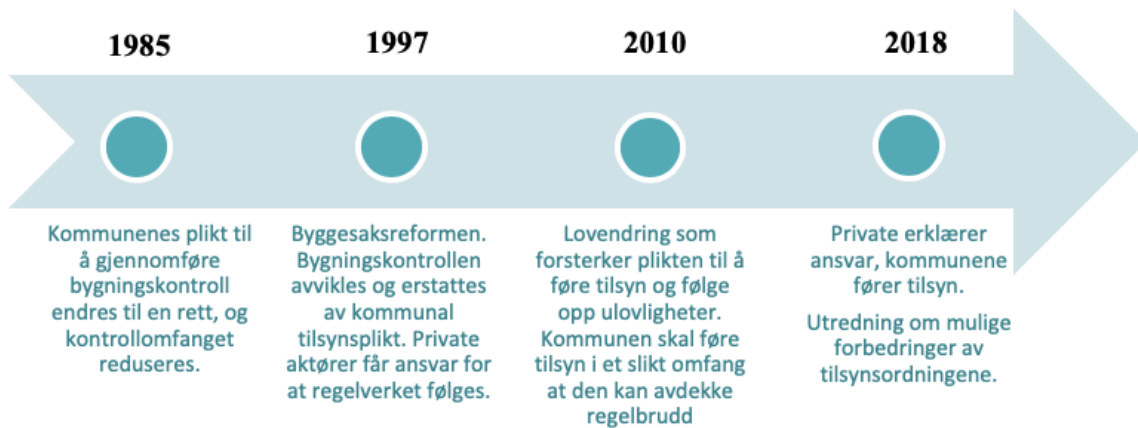 1985
Kommunenes plikt til
å gjennomføre
bygningskontroll
endres til en rett, og
kontrollomfanget
reduseres.
1997
Byggesaksreformen.
Bygningskontrollen
avvikles og erstattes
av kommunal
tilsynsplikt. Private
aktører får ansvar for
at regelverket følges.
2010
Lovendring som
forsterker plikten til å
føre tilsyn og følge
opp ulovligheter.
Kommunen skal føre
tilsyn i et slikt omfang
at den kan avdekke
regelbrudd
2018
Private erklærer
ansvar, kommunene
fører tilsyn.
Utredning om mulige
forbedringer av
tilsynsordningene.